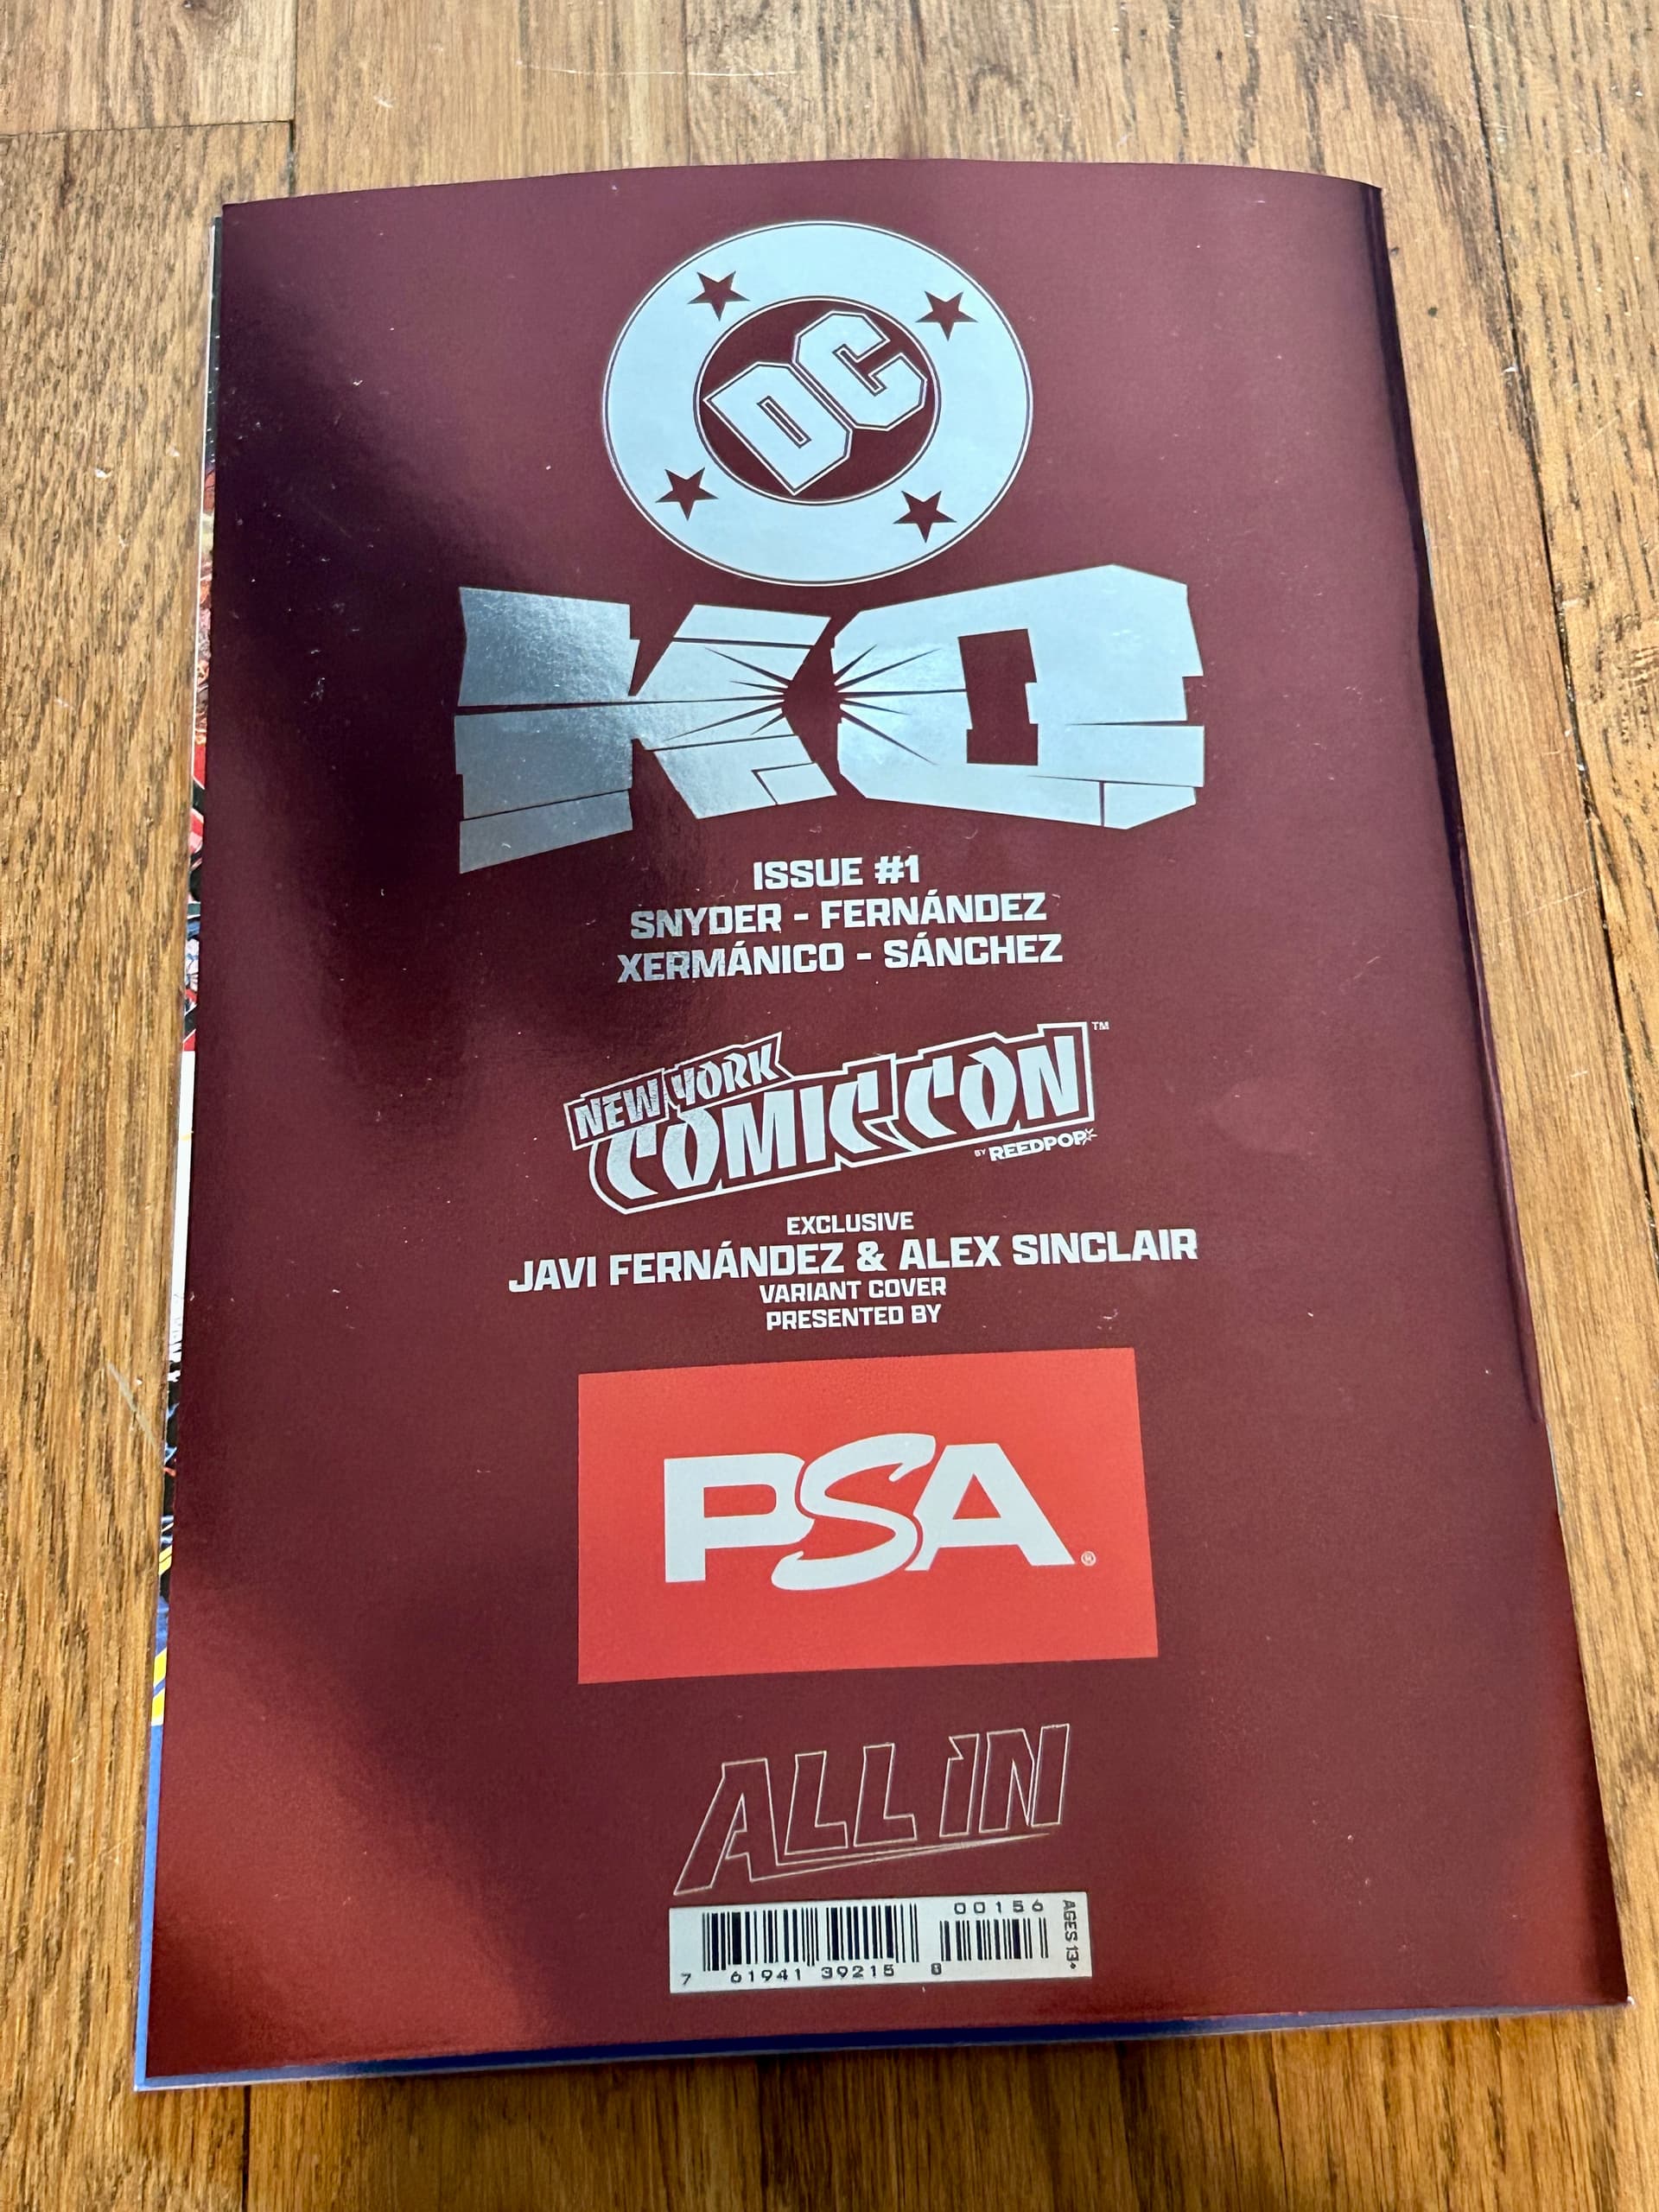 DC
KO
ISSUE #1
SNYDER - FERNÁNDEZ
XERMÁNICO - SÁNCHEZ
NEW YORK
COMIC CON ™
BY REEDPOP
EXCLUSIVE
JAVI FERNÁNDEZ & ALEX SINCLAIR
VARIANT COVER
PRESENTED BY
PSA®
ALL IN
00156
AGES 13+
7 61941 39215 8